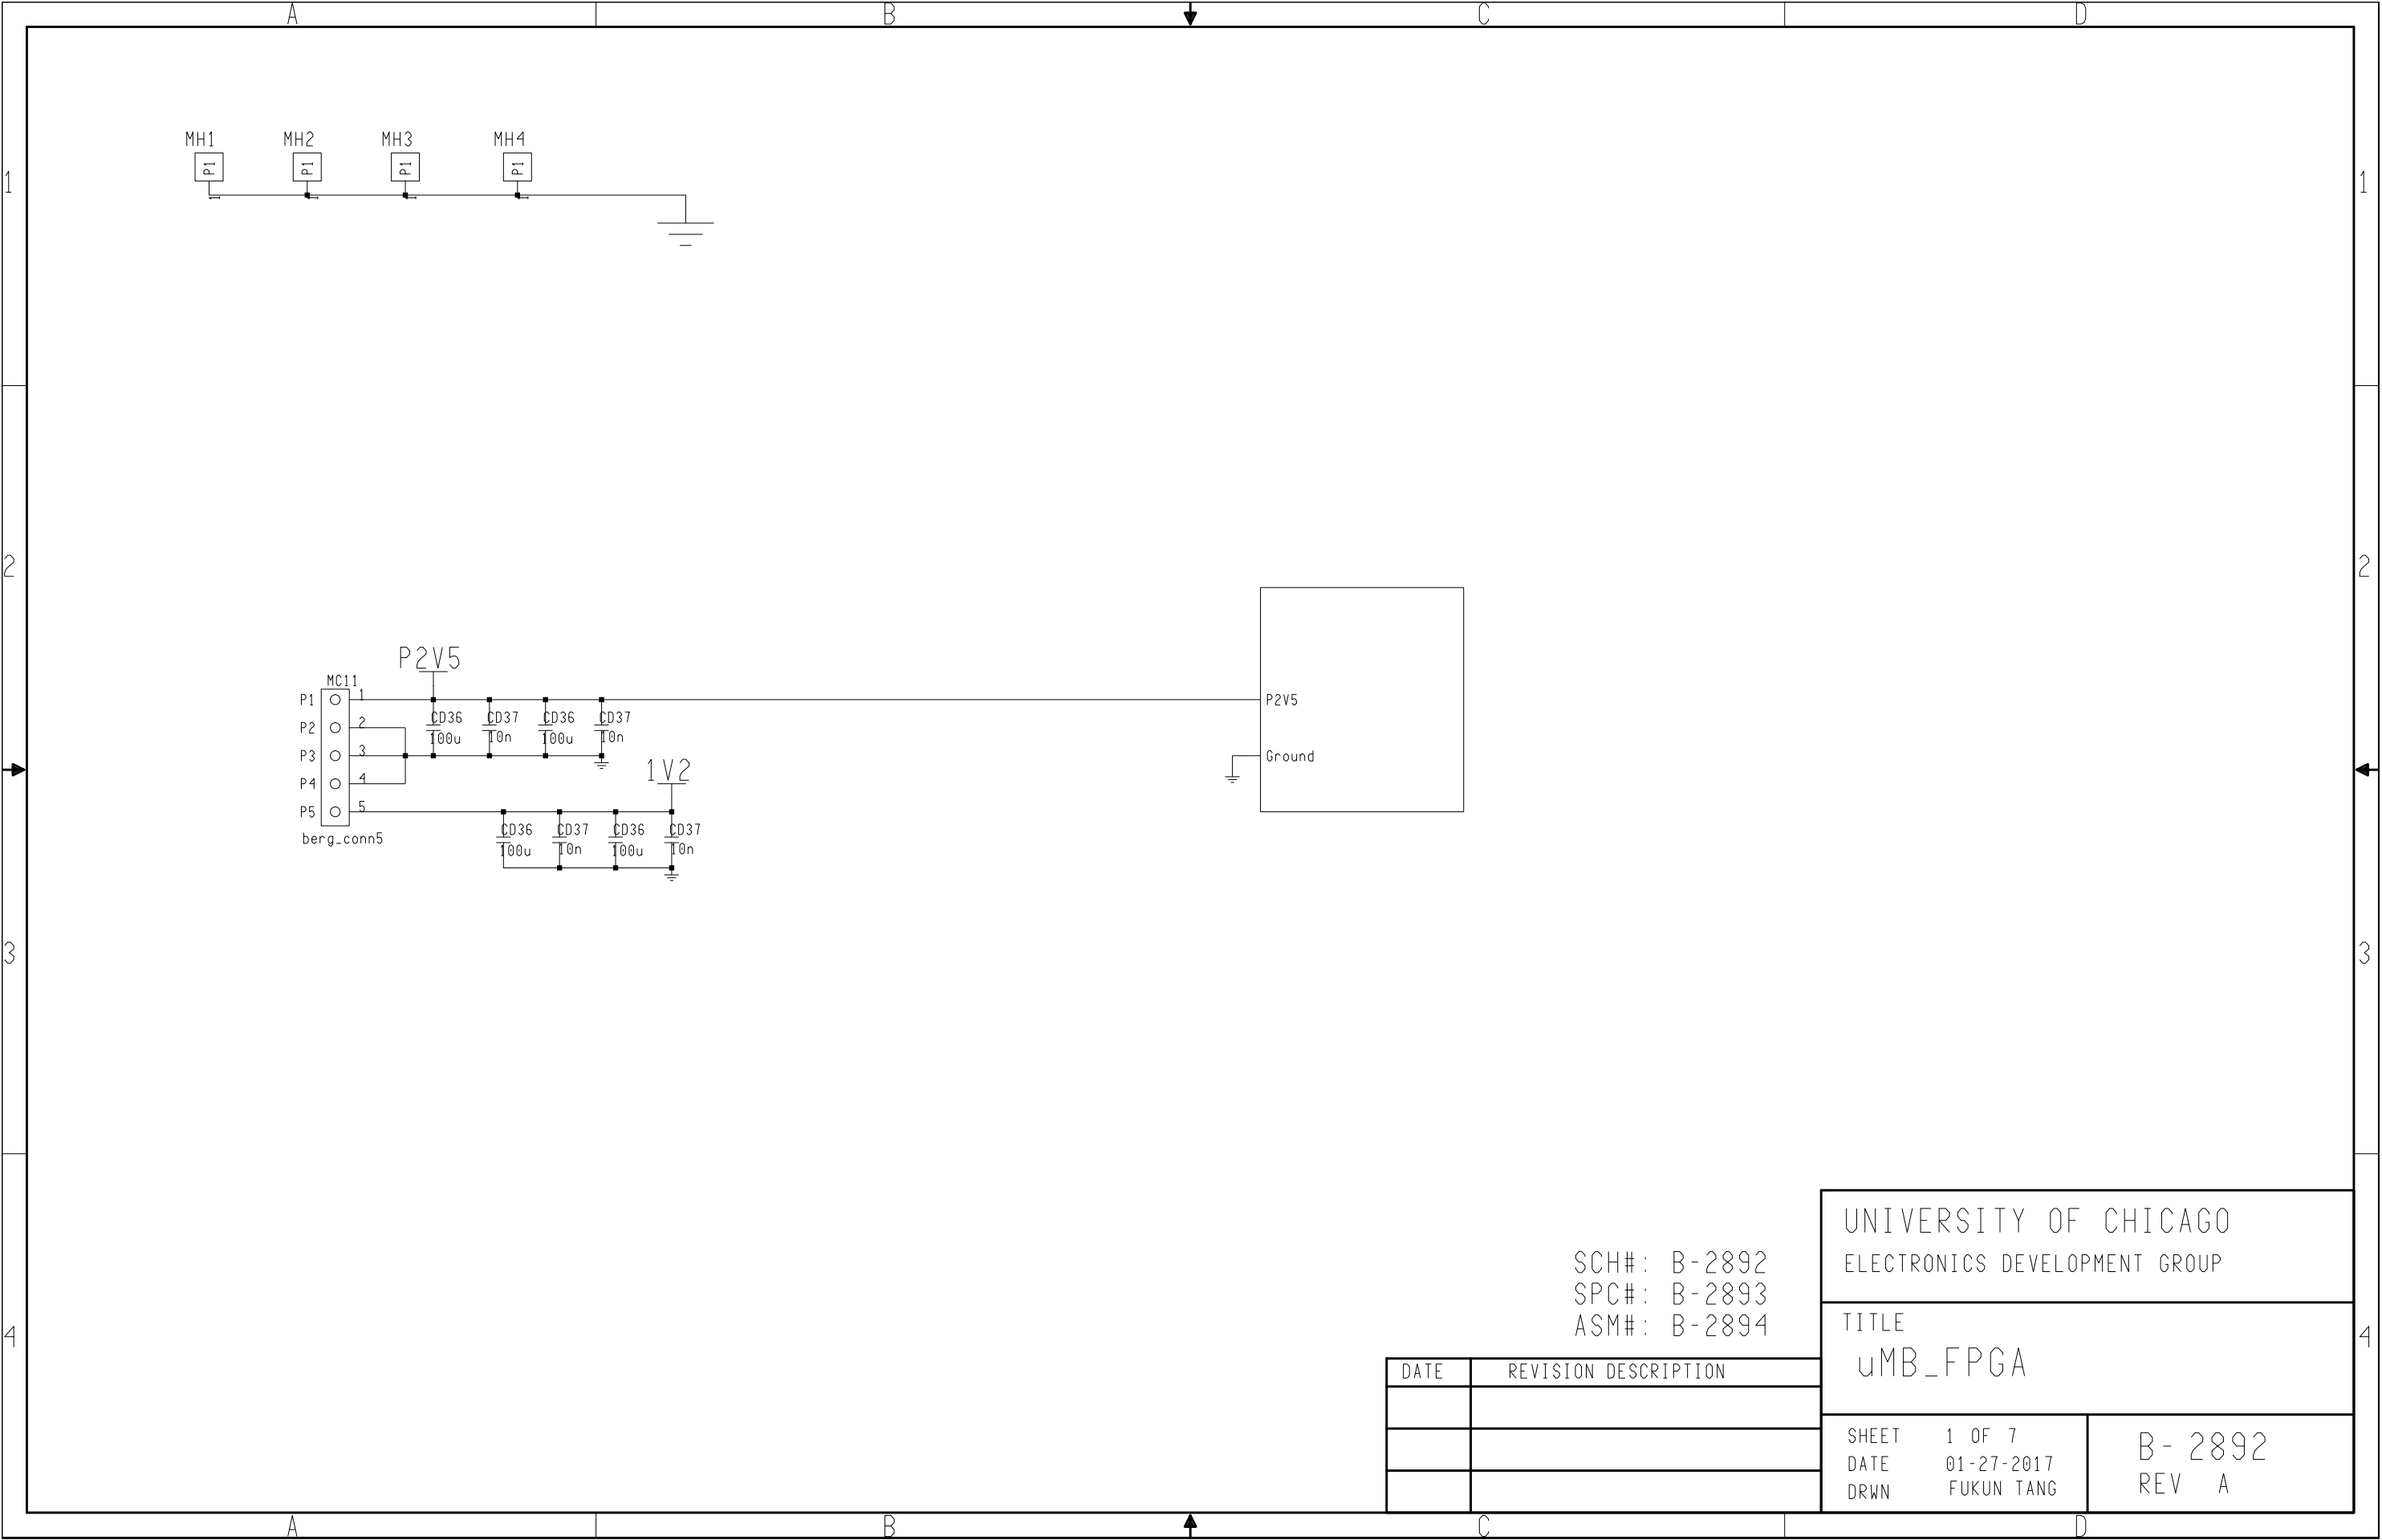 A B C D
MH1 MH2 MH3 MH4
P1 P1 P1 P1
1 1 1 1
1 1
2 2
P2V5
MC11
P1 1 P2V5
CD36 CD37 CD36 CD37
P2 2
100u 10n 100u 10n
P3 3 Ground
1V2
P4 4
P5 5
CD36 CD37 CD36 CD37
berg_conn5
100u 10n 100u 10n
3 3
UNIVERSITY OF CHICAGO
ELECTRONICS DEVELOPMENT GROUP
SCH#: B-2892
SPC#: B-2893
ASM#: B-2894
TITLE
uMB_FPGA
4 4
DATE REVISION DESCRIPTION
SHEET 1 OF 7
DATE 01-27-2017
DRWN FUKUN TANG
B- 2892
REV A
A B C D